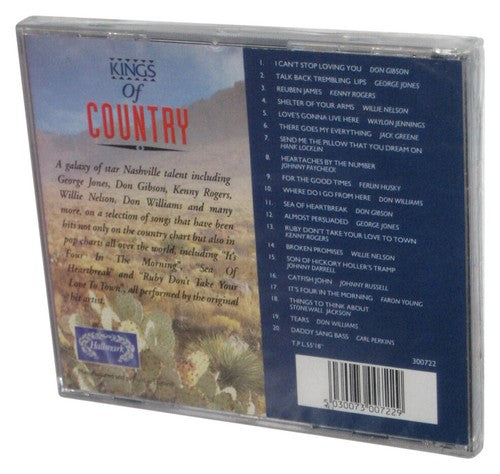 KINGS
Of
COUNTRY
A galaxy of star Nashville talent including
George Jones, Don Gibson, Kenny Rogers,
Willie Nelson, Don Williams and many
more, on a selection of songs that have been
hits not only on the country chart but also in
pop charts all over the world, including "It's
Four In The Morning", Sea Of
Heartbreak" and "Ruby Don't Take Your
Love To Town", all performed by the original
hit artist.
Hallmark
1. I CAN'T STOP LOVING YOU DON GIBSON
2. TALK BACK TREMBLING LIPS GEORGE JONES
3. REUBEN JAMES KENNY ROGERS
4. SHELTER OF YOUR ARMS WILLIE NELSON
5. LOVE'S GONNA LIVE HERE WAYLON JENNINGS
6. THERE GOES MY EVERYTHING JACK GREENE
7. SEND ME THE PILLOW THAT YOU DREAM ON
HANK LOCKLIN
8. HEARTACHES BY THE NUMBER
JOHNNY PAYCHECK
9. FOR THE GOOD TIMES FERLIN HUSKY
10. WHERE DO I GO FROM HERE DON WILLIAMS
11. SEA OF HEARTBREAK DON GIBSON
12. ALMOST PERSUADED GEORGE JONES
13. RUBY DON'T TAKE YOUR LOVE TO TOWN
KENNY ROGERS
14. BROKEN PROMISES WILLIE NELSON
15. SON OF HICKORY HOLLER'S TRAMP
JOHNNY DARRELL
16. CATFISH JOHN JOHNNY RUSSELL
17. IT'S FOUR IN THE MORNING FARON YOUNG
18. THINGS TO THINK ABOUT
STONEWALL JACKSON
19. TEARS DON WILLIAMS
20. DADDY SANG BASS CARL PERKINS
T.P.L.55'18"
300722
5 030073 007229